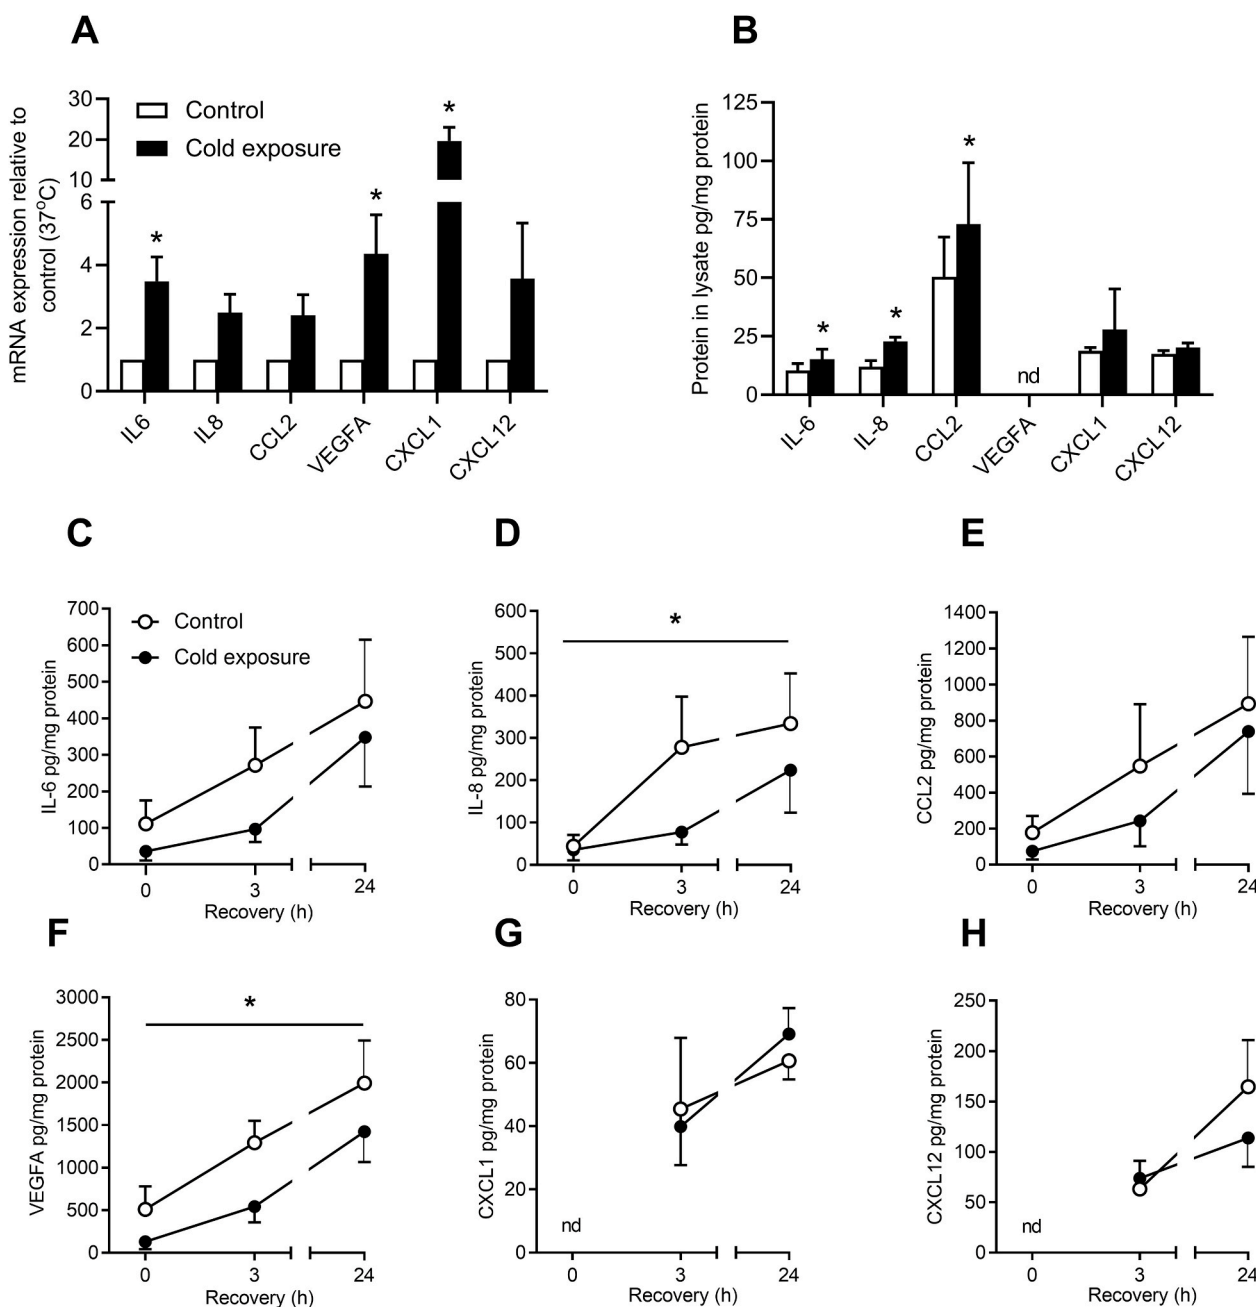 A
mRNA expression relative to
control (37°C)
30
20
10
6
4
2
0
Control
Cold exposure
*
*
*
IL6
IL8
CCL2
VEGFA
CXCL1
CXCL12
B
Protein in lysate pg/mg protein
125
100
75
50
25
0
*
*
*
nd
IL-6
IL-8
CCL2
VEGFA
CXCL1
CXCL12
C
IL-6 pg/mg protein
700
600
500
400
300
200
100
0
Control
Cold exposure
0
3
24
Recovery (h)
D
IL-8 pg/mg protein
600
500
400
300
200
100
0
*
0
3
24
Recovery (h)
E
CCL2 pg/mg protein
1400
1200
1000
800
600
400
200
0
0
3
24
Recovery (h)
F
VEGFA pg/mg protein
3000
2500
2000
1500
1000
500
0
*
0
3
24
Recovery (h)
G
CXCL1 pg/mg protein
80
60
40
20
0
nd
0
3
24
Recovery (h)
H
CXCL12 pg/mg protein
250
200
150
100
50
0
nd
0
3
24
Recovery (h)